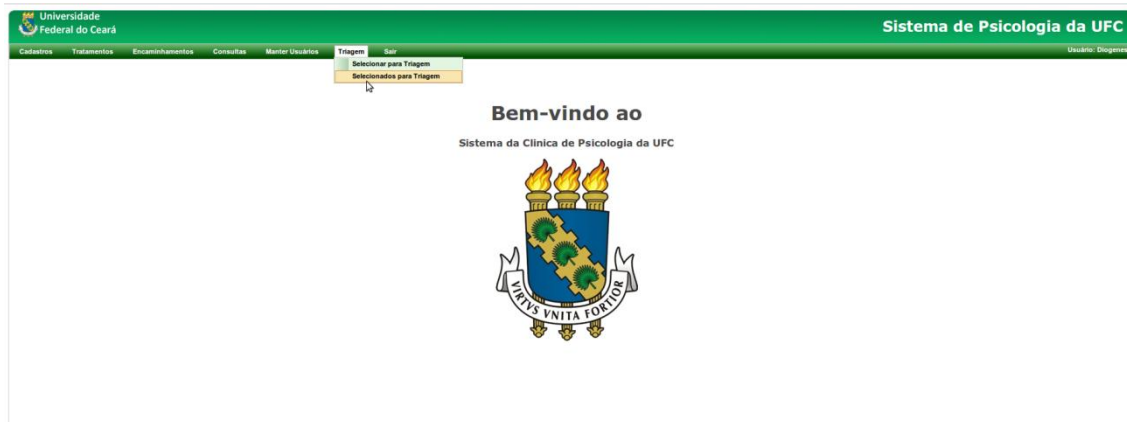 Universidade
Federal do Ceará
Sistema de Psicologia da UFC
Cadastros Tratamentos Encaminhamentos Consultas Manter Usuários Triagem Sair Usuário: Diogenes
Selecionar para Triagem
Selecionados para Triagem
Bem-vindo ao
Sistema da Clinica de Psicologia da UFC
VIRTVS VNITA FORTIOR